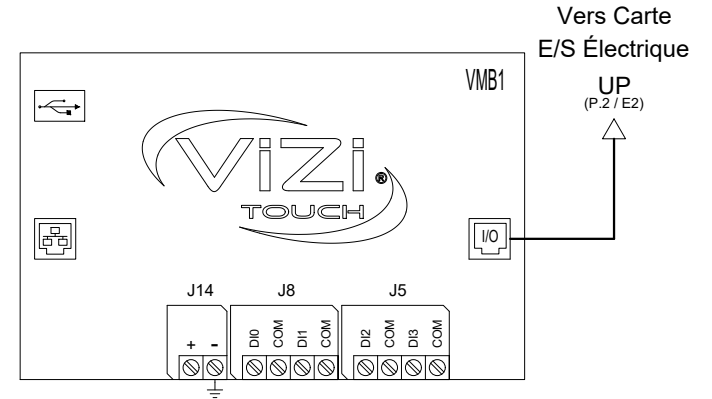 Vers Carte
E/S Électrique
UP
(P.2 / E2)
VMB1
ViZi®
TOUCH
I/O
J14
J8
J5
+ -
DI0 COM DI1 COM
DI2 COM DI3 COM